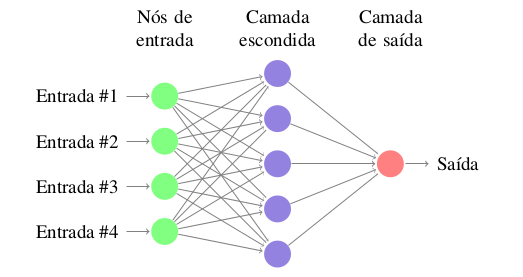 Nós de
entrada
Camada
escondida
Camada
de saída
Entrada #1
Entrada #2
Entrada #3
Entrada #4
Saída